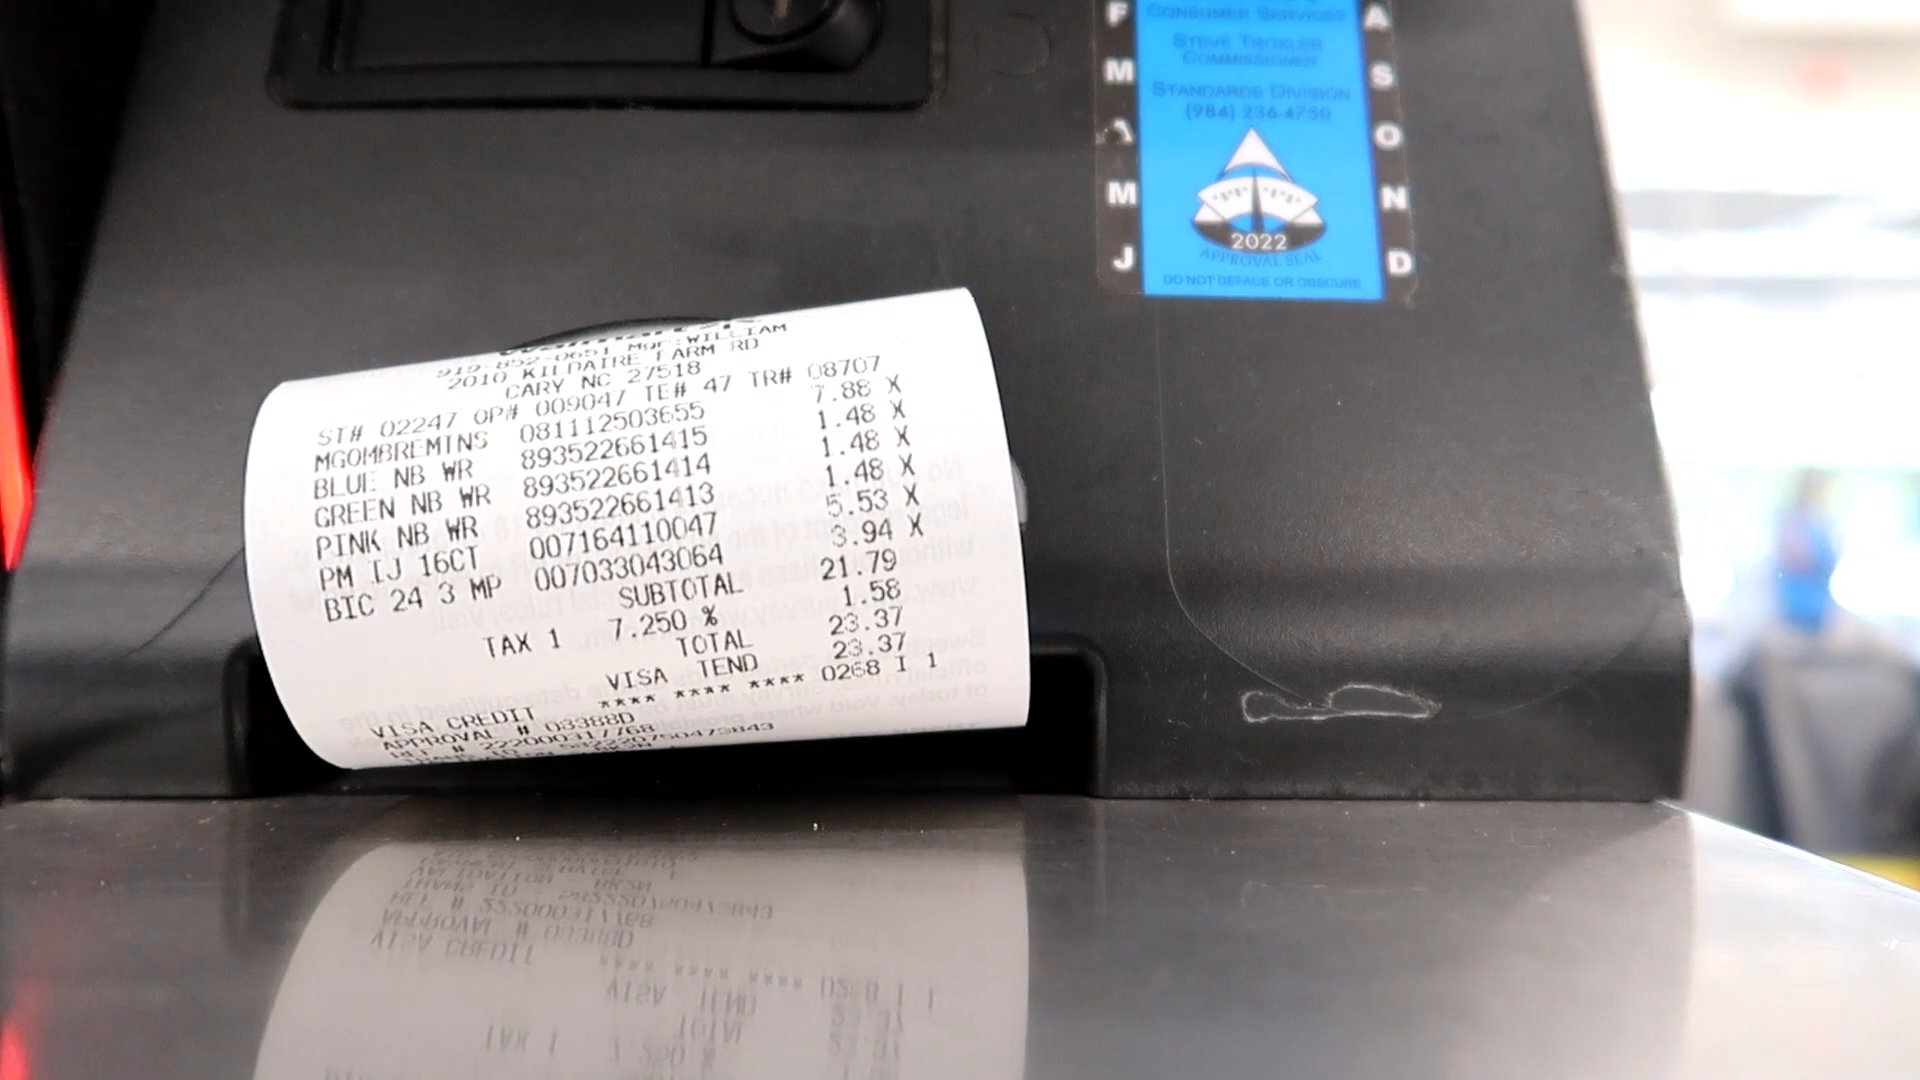 Walmart
919-852-0651 Mgr:WILLIAM
2010 KILDAIRE FARM RD
CARY NC 27518
ST# 02247 OP# 009047 TE# 47 TR# 08707
MGOMBREMINS 081112503655 7.88 X
BLUE NB WR 893522661415 1.48 X
GREEN NB WR 893522661414 1.48 X
PINK NB WR 893522661413 1.48 X
PM IJ 16CT 007164110047 5.53 X
BIC 24 3 MP 007033043064 3.94 X
SUBTOTAL 21.79
TAX 1 7.250 % 1.58
TOTAL 23.37
VISA TEND 23.37
VISA CREDIT **** **** **** 0268 I 1
APPROVAL # 03388D
REF # 222000317768
CONSUMER SERVICES
STEVE TROXLER
COMMISSIONER
STANDARDS DIVISION
(984) 236-4750
2022
APPROVAL SEAL
DO NOT DEFACE OR OBSCURE
F
M
A
M
J
A
S
O
N
D